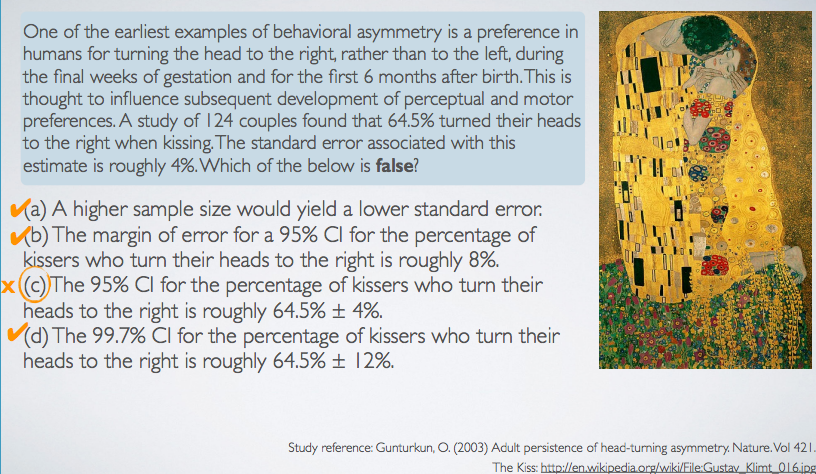 One of the earliest examples of behavioral asymmetry is a preference in
humans for turning the head to the right, rather than to the left, during
the final weeks of gestation and for the first 6 months after birth. This is
thought to influence subsequent development of perceptual and motor
preferences. A study of 124 couples found that 64.5% turned their heads
to the right when kissing. The standard error associated with this
estimate is roughly 4%. Which of the below is false?
✔(a) A higher sample size would yield a lower standard error.
✔(b) The margin of error for a 95% CI for the percentage of
kissers who turn their heads to the right is roughly 8%.
x (c) The 95% CI for the percentage of kissers who turn their
heads to the right is roughly 64.5% ± 4%.
✔(d) The 99.7% CI for the percentage of kissers who turn their
heads to the right is roughly 64.5% ± 12%.
Study reference: Gunturkun, O. (2003) Adult persistence of head-turning asymmetry. Nature. Vol 421.
The Kiss: http://en.wikipedia.org/wiki/File:Gustav_Klimt_016.jpg